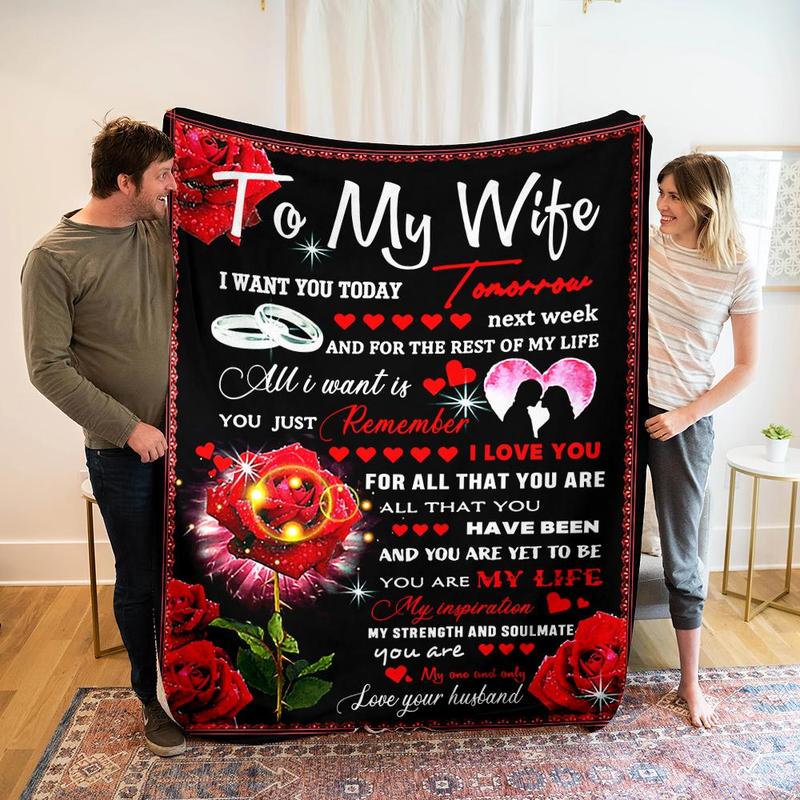 To My Wife
I WANT YOU TODAY Tomorrow
next week
AND FOR THE REST OF MY LIFE
All i want is
YOU JUST Remember
I LOVE YOU
FOR ALL THAT YOU ARE
ALL THAT YOU
HAVE BEEN
AND YOU ARE YET TO BE
YOU ARE MY LIFE
My inspiration
MY STRENGTH AND SOULMATE
you are
My one and only
Love your husband